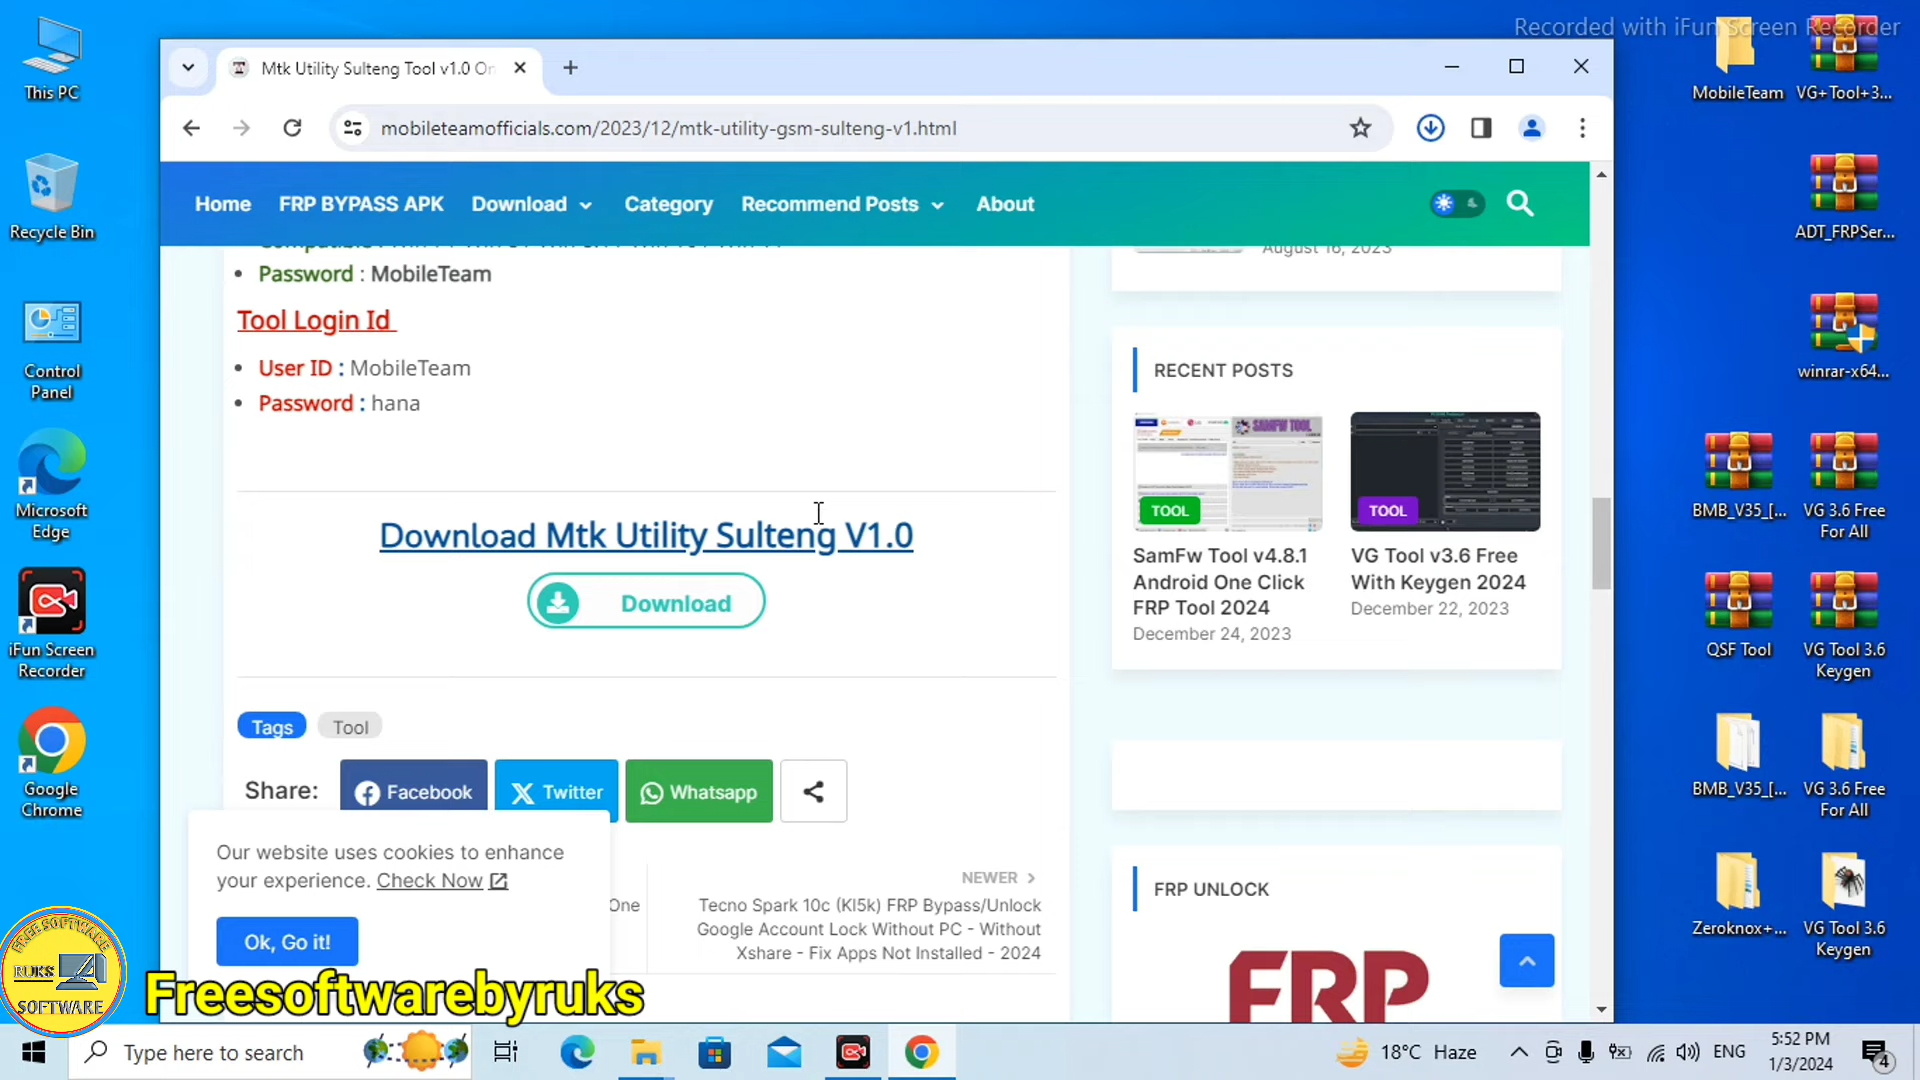 Recorded with iFun Screen Recorder
This PC
Recycle Bin
Control
Panel
Microsoft
Edge
iFun Screen
Recorder
Google
Chrome
Mtk Utility Sulteng Tool v1.0 On
mobileteamofficials.com/2023/12/mtk-utility-gsm-sulteng-v1.html
Home
FRP BYPASS APK
Download
Category
Recommend Posts
About
Password : MobileTeam
Tool Login Id
User ID : MobileTeam
Password : hana
Download Mtk Utility Sulteng V1.0
Download
Tags
Tool
Share:
Facebook
Twitter
Whatsapp
Our website uses cookies to enhance
your experience. Check Now
Ok, Go it!
One
NEWER
Tecno Spark 10c (KI5k) FRP Bypass/Unlock
Google Account Lock Without PC - Without
Xshare - Fix Apps Not Installed - 2024
August 16, 2023
RECENT POSTS
SAMFW TOOL
TOOL
SamFw Tool v4.8.1
Android One Click
FRP Tool 2024
December 24, 2023
TOOL
VG Tool v3.6 Free
With Keygen 2024
December 22, 2023
FRP UNLOCK
FRP
MobileTeam
VG+Tool+3...
ADT_FRPSer...
winrar-x64...
BMB_V35_[...
VG 3.6 Free
For All
QSF Tool
VG Tool 3.6
Keygen
BMB_V35_[...
VG 3.6 Free
For All
Zeroknox+...
VG Tool 3.6
Keygen
FREE SOFTWARE
RUKS
SOFTWARE
Freesoftwarebyruks
Type here to search
18°C Haze
ENG
5:52 PM
1/3/2024
4